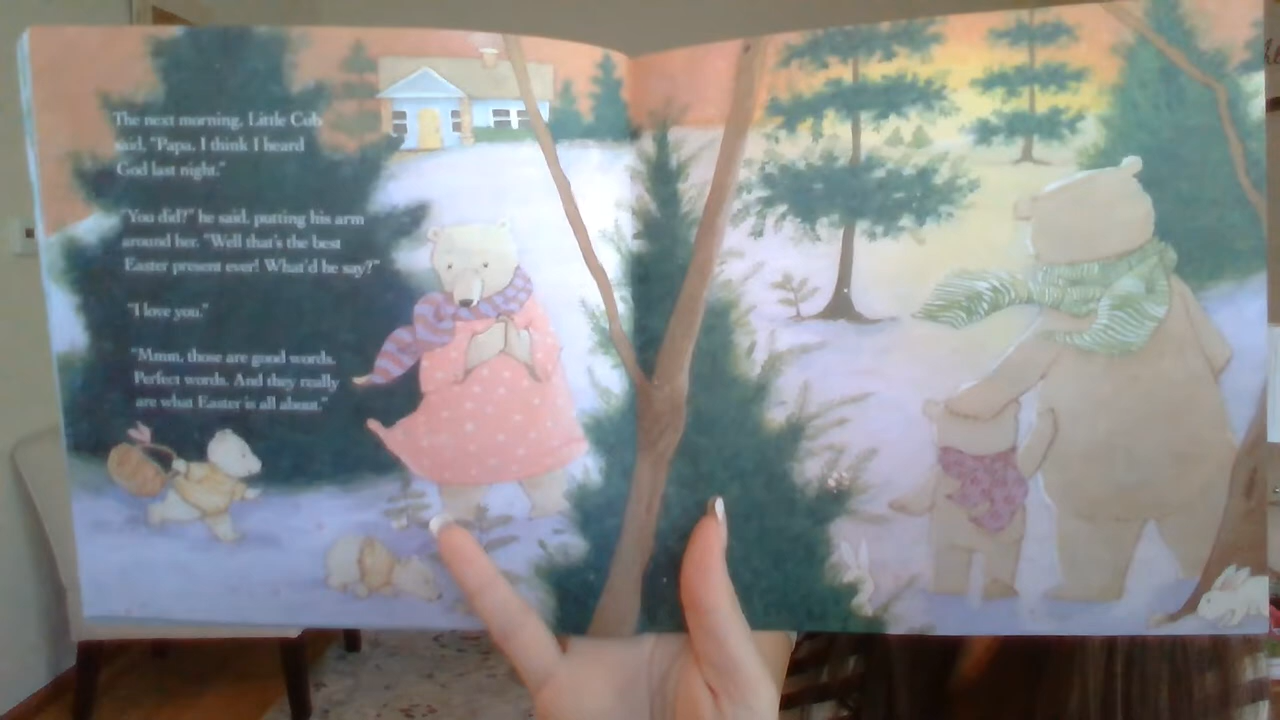 The next morning, Little Cub
said, "Papa, I think I heard
God last night."
"You did?" he said, putting his arm
around her. "Well that's the best
Easter present ever! What'd he say?"
"I love you."
"Mmm, those are good words.
Perfect words. And they really
are what Easter is all about."